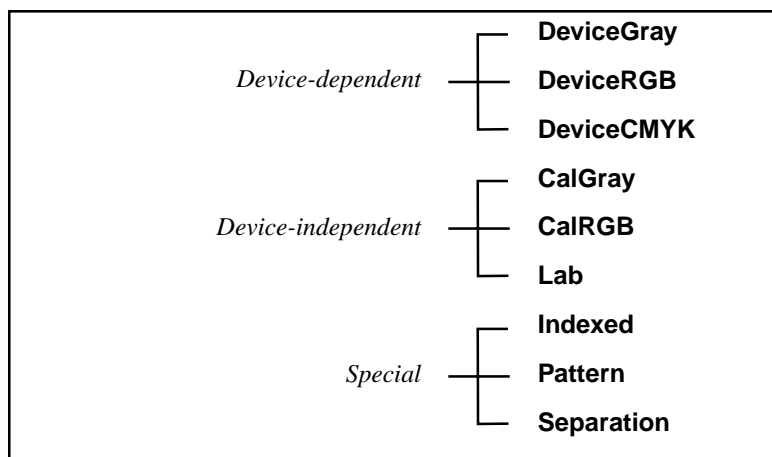 DeviceGray
Device-dependent DeviceRGB
DeviceCMYK
CalGray
Device-independent CalRGB
Lab
Indexed
Special Pattern
Separation